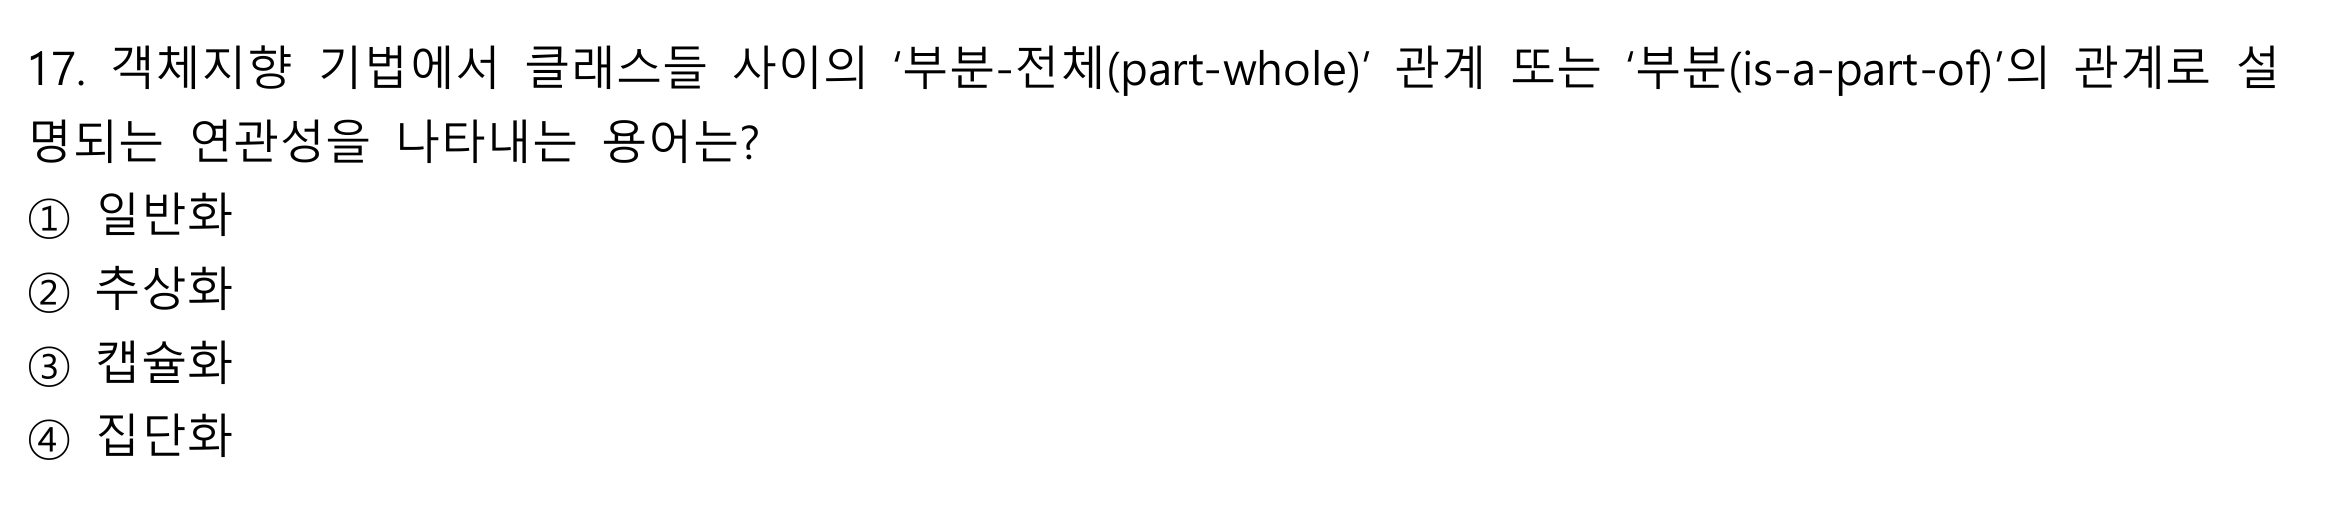 17. 객체지향 기법에서 클래스들 사이의 ‘부분-전체(part-whole)’ 관계 또는 ‘부분(is-a-part-of)’의 관계로 설
명되는 연관성을 나타내는 용어는?
① 일반화
② 추상화
③ 캡슐화
④ 집단화